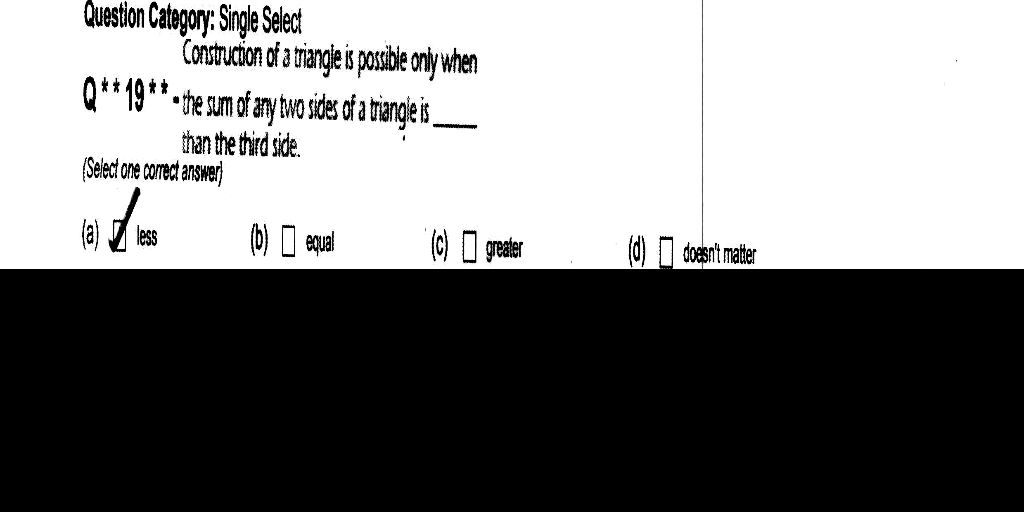 Question Category: Single Select
Construction of a triangle is possible only when
Q**19**- the sum of any two sides of a triangle is _____
than the third side.
(Select one correct answer)
(a) less (b) equal (c) greater (d) doesn't matter